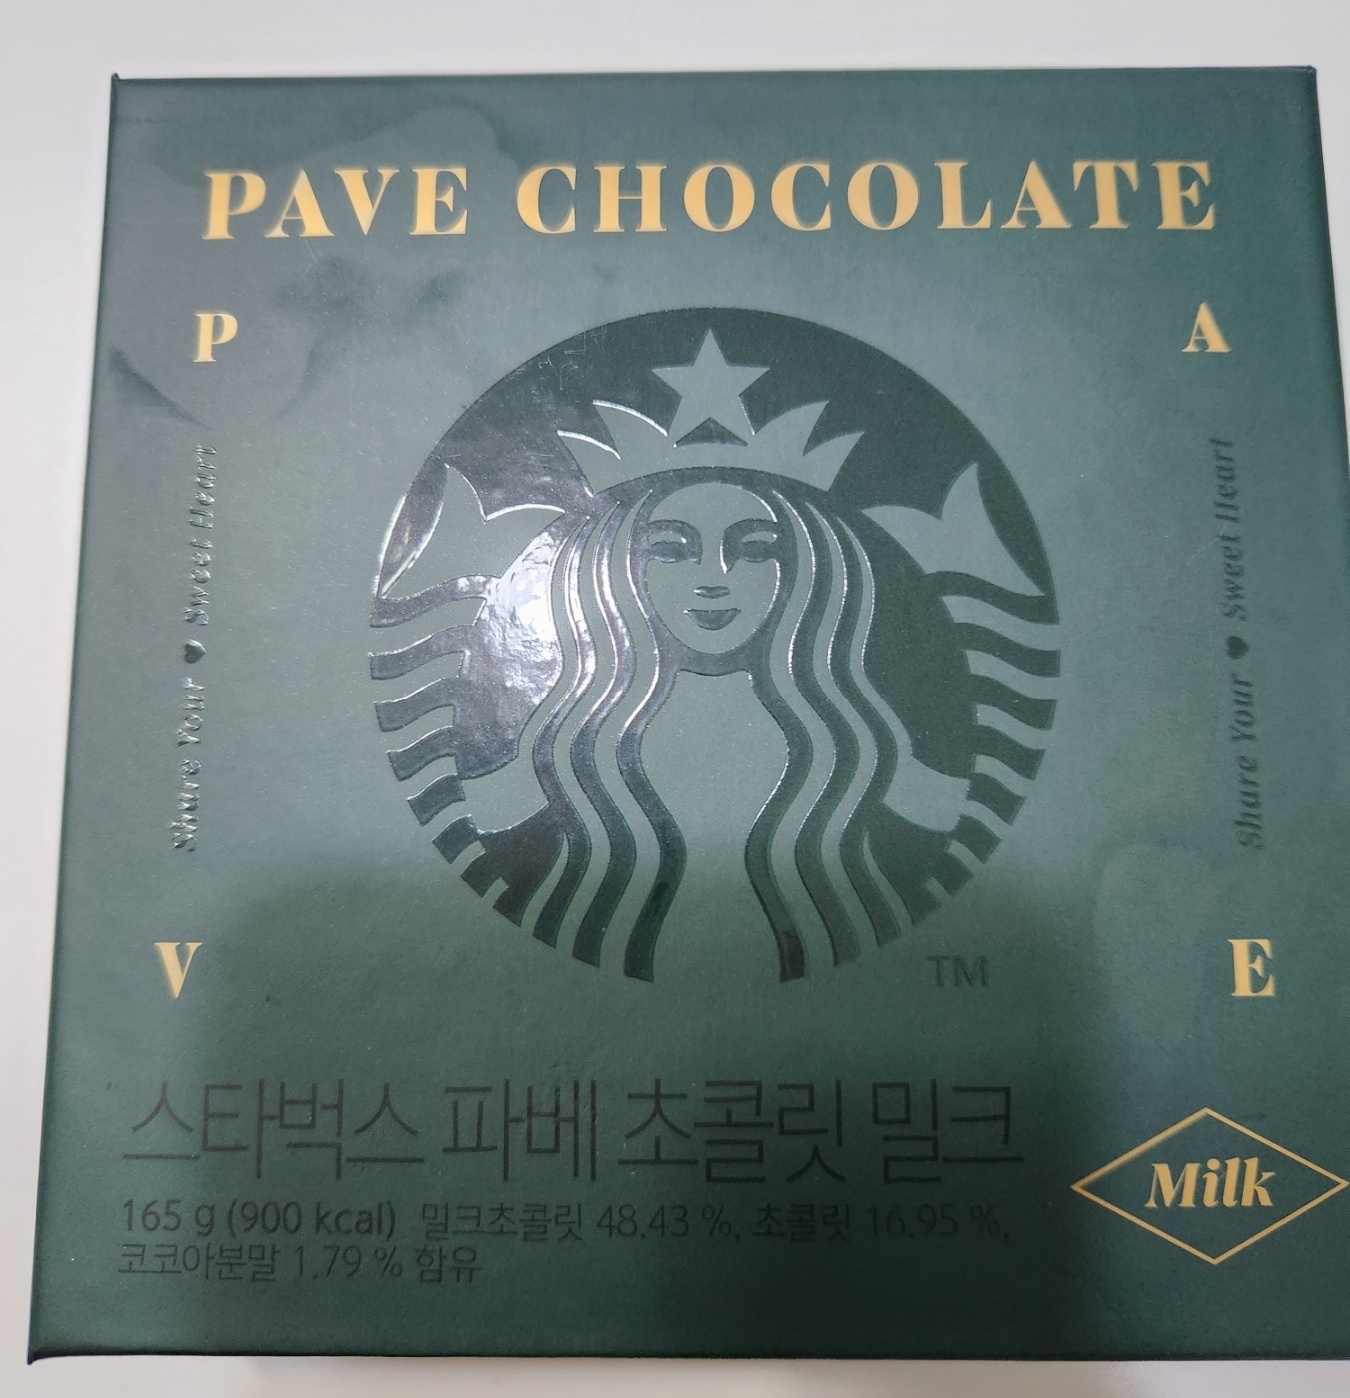 PAVE CHOCOLATE
P
A
Share Your ♥ Sweet Heart
Share Your ♥ Sweet Heart
V
E
TM
스타벅스 파베 초콜릿 밀크
165 g (900 kcal) 밀크초콜릿 48.43 %, 초콜릿 16.95 %,
코코아분말 1.79 % 함유
Milk